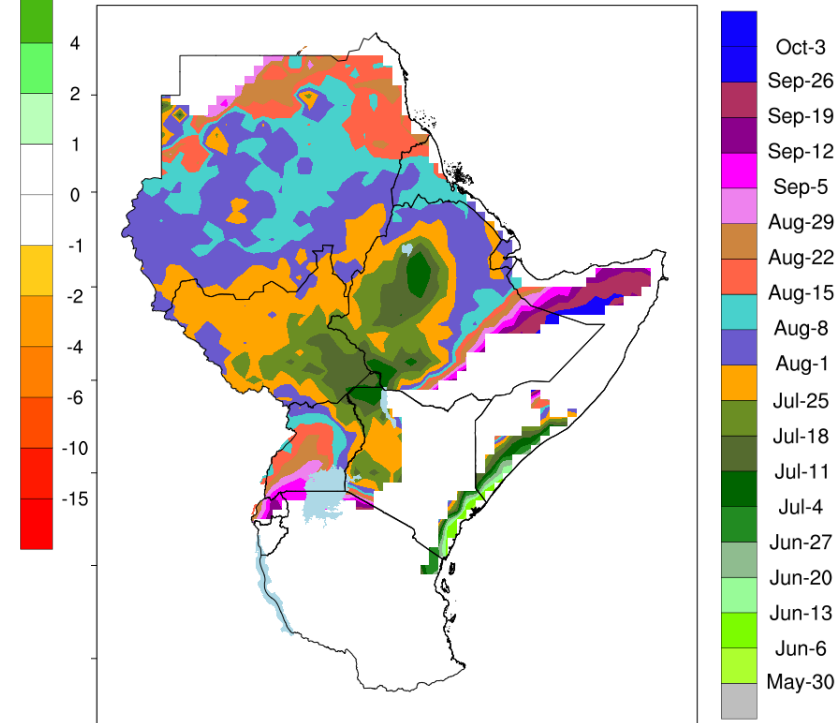 4
2
1
0
-1
-2
-4
-6
-10
-15
Oct-3
Sep-26
Sep-19
Sep-12
Sep-5
Aug-29
Aug-22
Aug-15
Aug-8
Aug-1
Jul-25
Jul-18
Jul-11
Jul-4
Jun-27
Jun-20
Jun-13
Jun-6
May-30